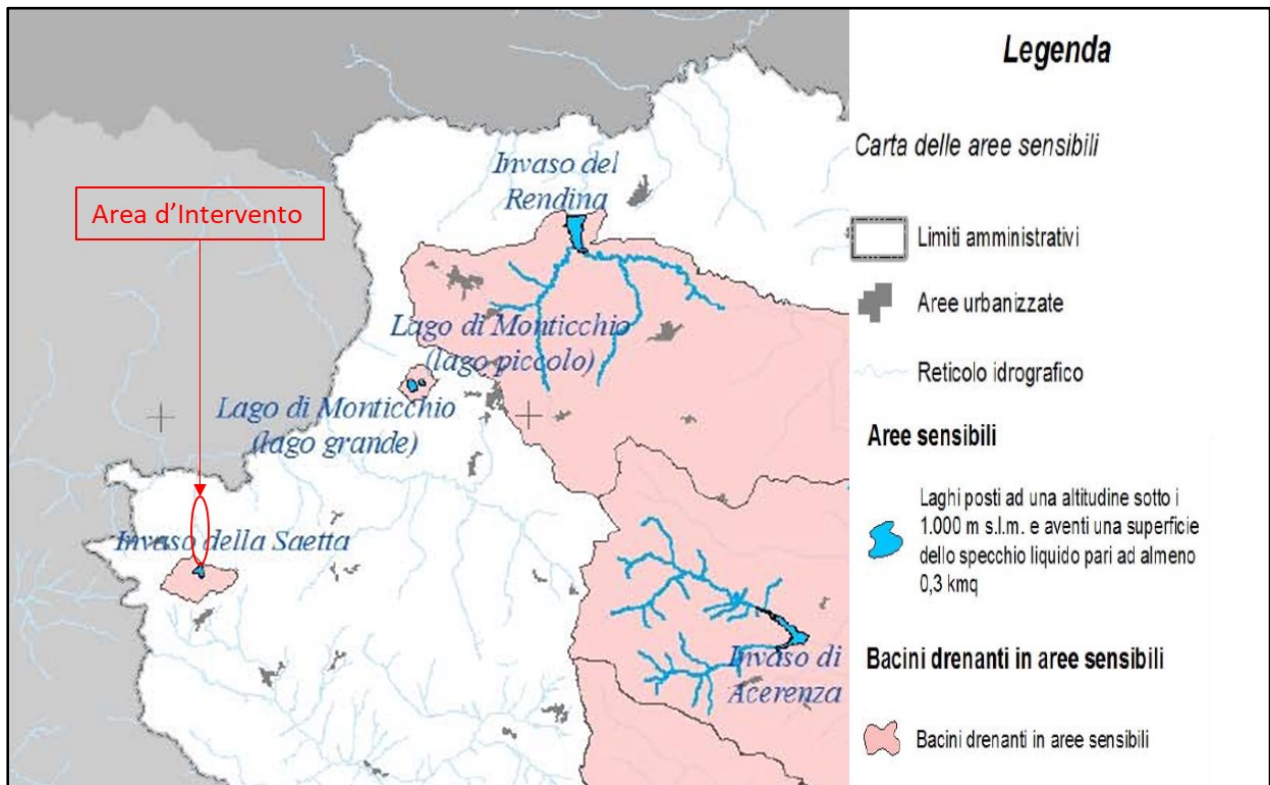 Area d'Intervento
Invaso del
Rendina
Lago di Monticchio
(lago piccolo)
Lago di Monticchio
(lago grande)
Invaso della Saetta
Invaso di
Acerenza
Legenda
Carta delle aree sensibili
Limiti amministrativi
Aree urbanizzate
Reticolo idrografico
Aree sensibili
Laghi posti ad una altitudine sotto i
1.000 m s.l.m. e aventi una superficie
dello specchio liquido pari ad almeno
0,3 kmq
Bacini drenanti in aree sensibili
Bacini drenanti in aree sensibili